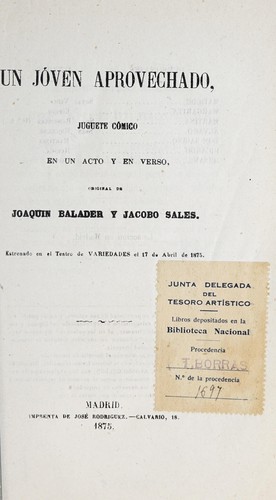 UN JÓVEN APROVECHADO,
JUGUETE CÓMICO
EN UN ACTO Y EN VERSO,
ORIGINAL DE
JOAQUIN BALADER Y JACOBO SALES.
Estrenado en el Teatro de VARIEDADES el 17 de Abril de 1875.
JUNTA DELEGADA
DEL
TESORO ARTÍSTICO
Libros depositados en la
Biblioteca Nacional
Procedencia
T. BORRAS
N.º de la procedencia
1697
MADRID.
IMPRENTA DE JOSÉ RODRIGUEZ.—CALVARIO, 18.
1875.